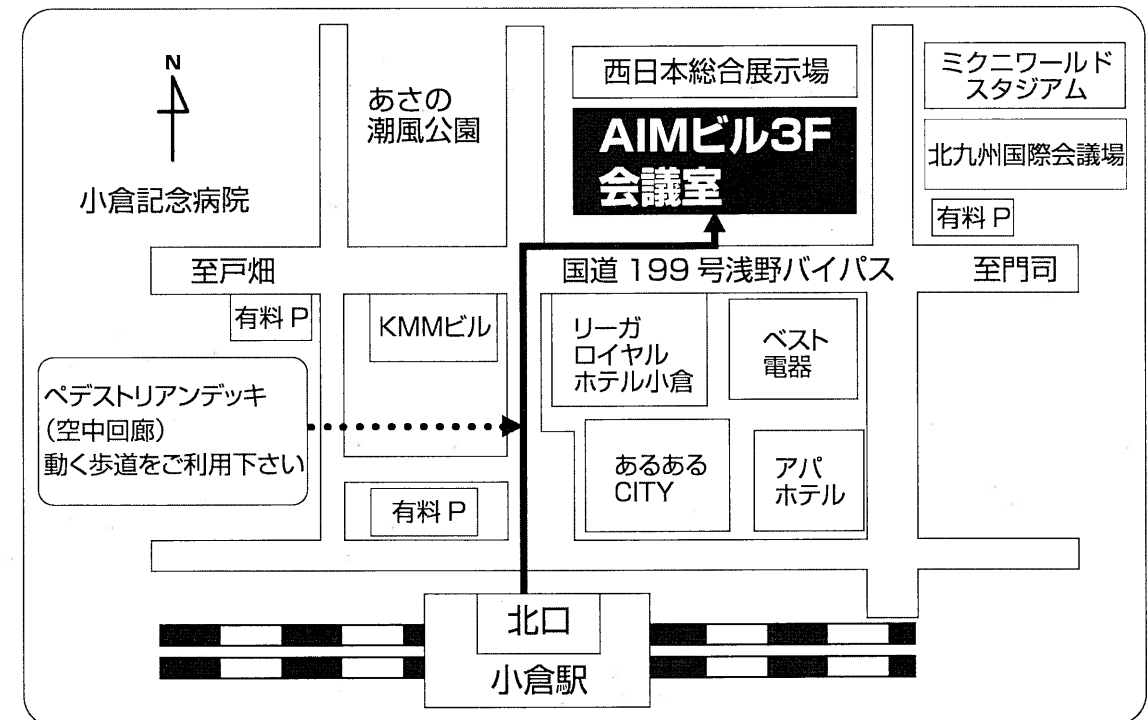 N
小倉記念病院
あさの
潮風公園
西日本総合展示場
AIMビル3F
会議室
ミクニワールド
スタジアム
北九州国際会議場
有料 P
至戸畑
国道 199 号浅野バイパス
至門司
有料 P
KMMビル
リーガ
ロイヤル
ホテル小倉
ベスト
電器
ペデストリアンデッキ
(空中回廊)
動く歩道をご利用下さい
有料 P
あるある
CITY
アパ
ホテル
北口
小倉駅